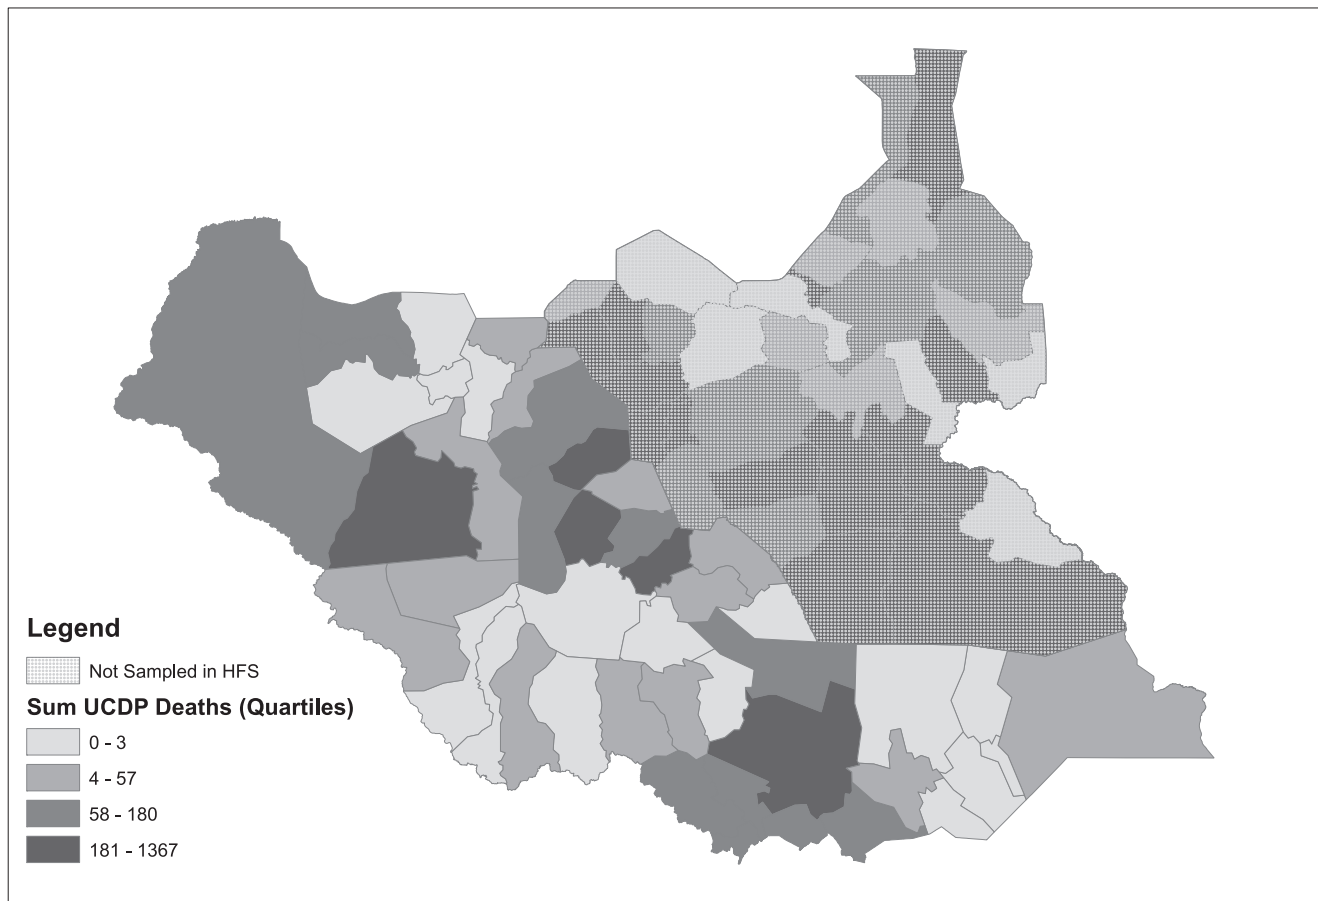 Legend
Not Sampled in HFS
Sum UCDP Deaths (Quartiles)
0 - 3
4 - 57
58 - 180
181 - 1367